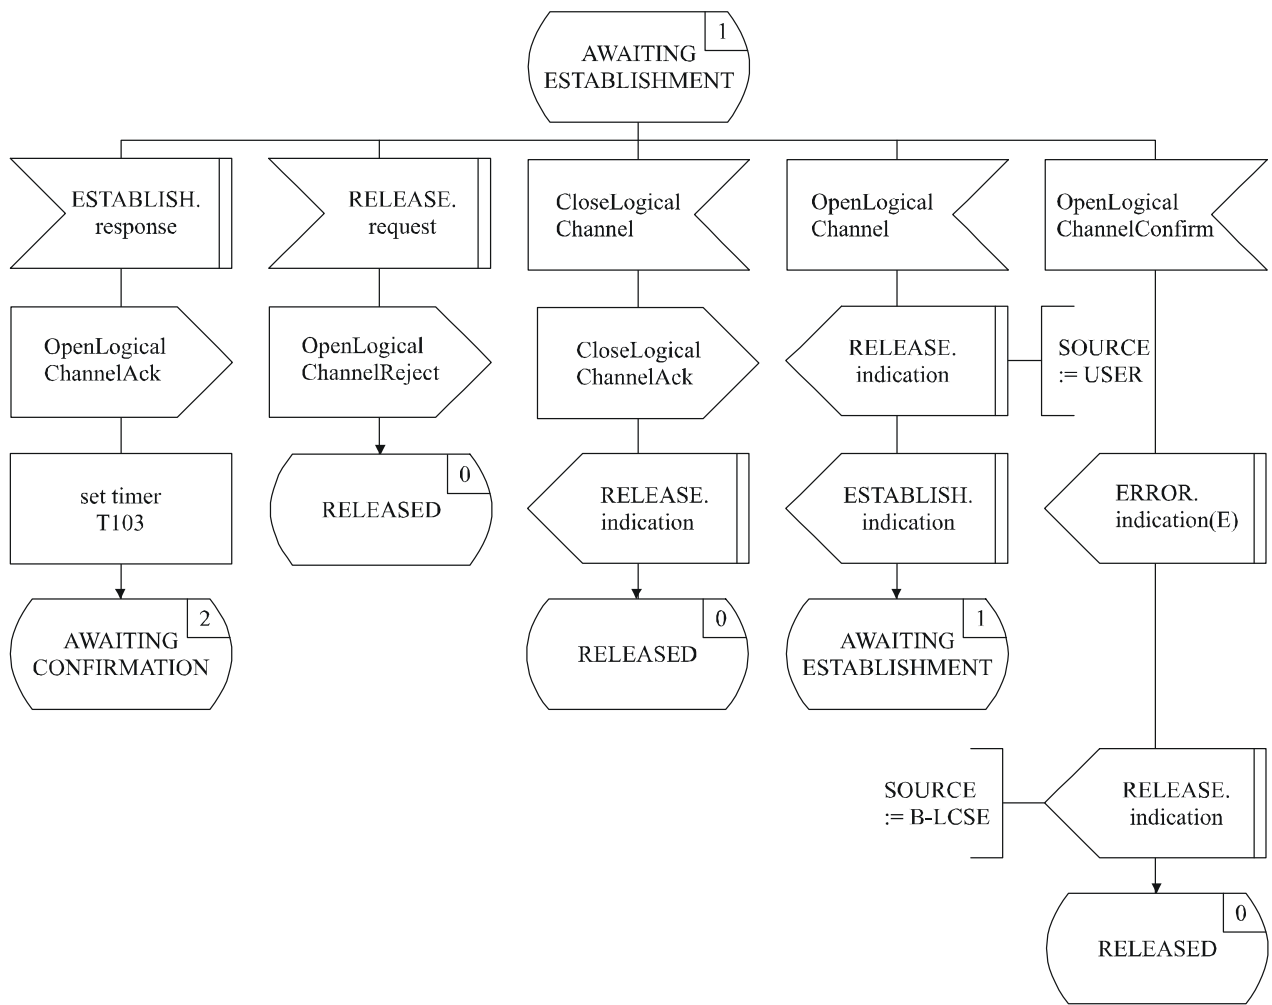 1
AWAITING
ESTABLISHMENT
ESTABLISH.
response
RELEASE.
request
CloseLogical
Channel
OpenLogical
Channel
OpenLogical
ChannelConfirm
OpenLogical
ChannelAck
OpenLogical
ChannelReject
CloseLogical
ChannelAck
RELEASE.
indication
SOURCE
:= USER
set timer
T103
0
RELEASED
RELEASE.
indication
ESTABLISH.
indication
ERROR.
indication(E)
2
AWAITING
CONFIRMATION
0
RELEASED
1
AWAITING
ESTABLISHMENT
SOURCE
:= B-LCSE
RELEASE.
indication
0
RELEASED